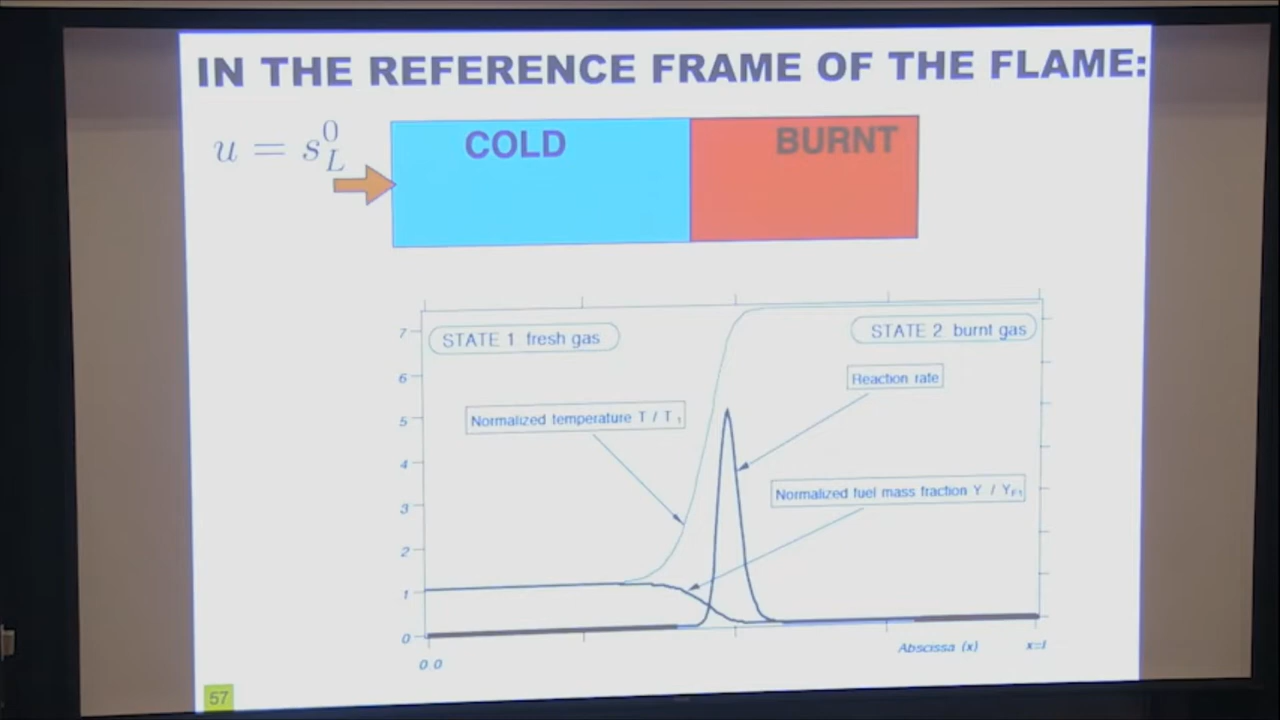 IN THE REFERENCE FRAME OF THE FLAME:
u = s_L^0
COLD
BURNT
7
6
5
4
3
2
1
0
STATE 1 fresh gas
STATE 2 burnt gas
Reaction rate
Normalized temperature T / T 1
Normalized fuel mass fraction Y / YF1
Abscissa (x)
x=l
0 0
57